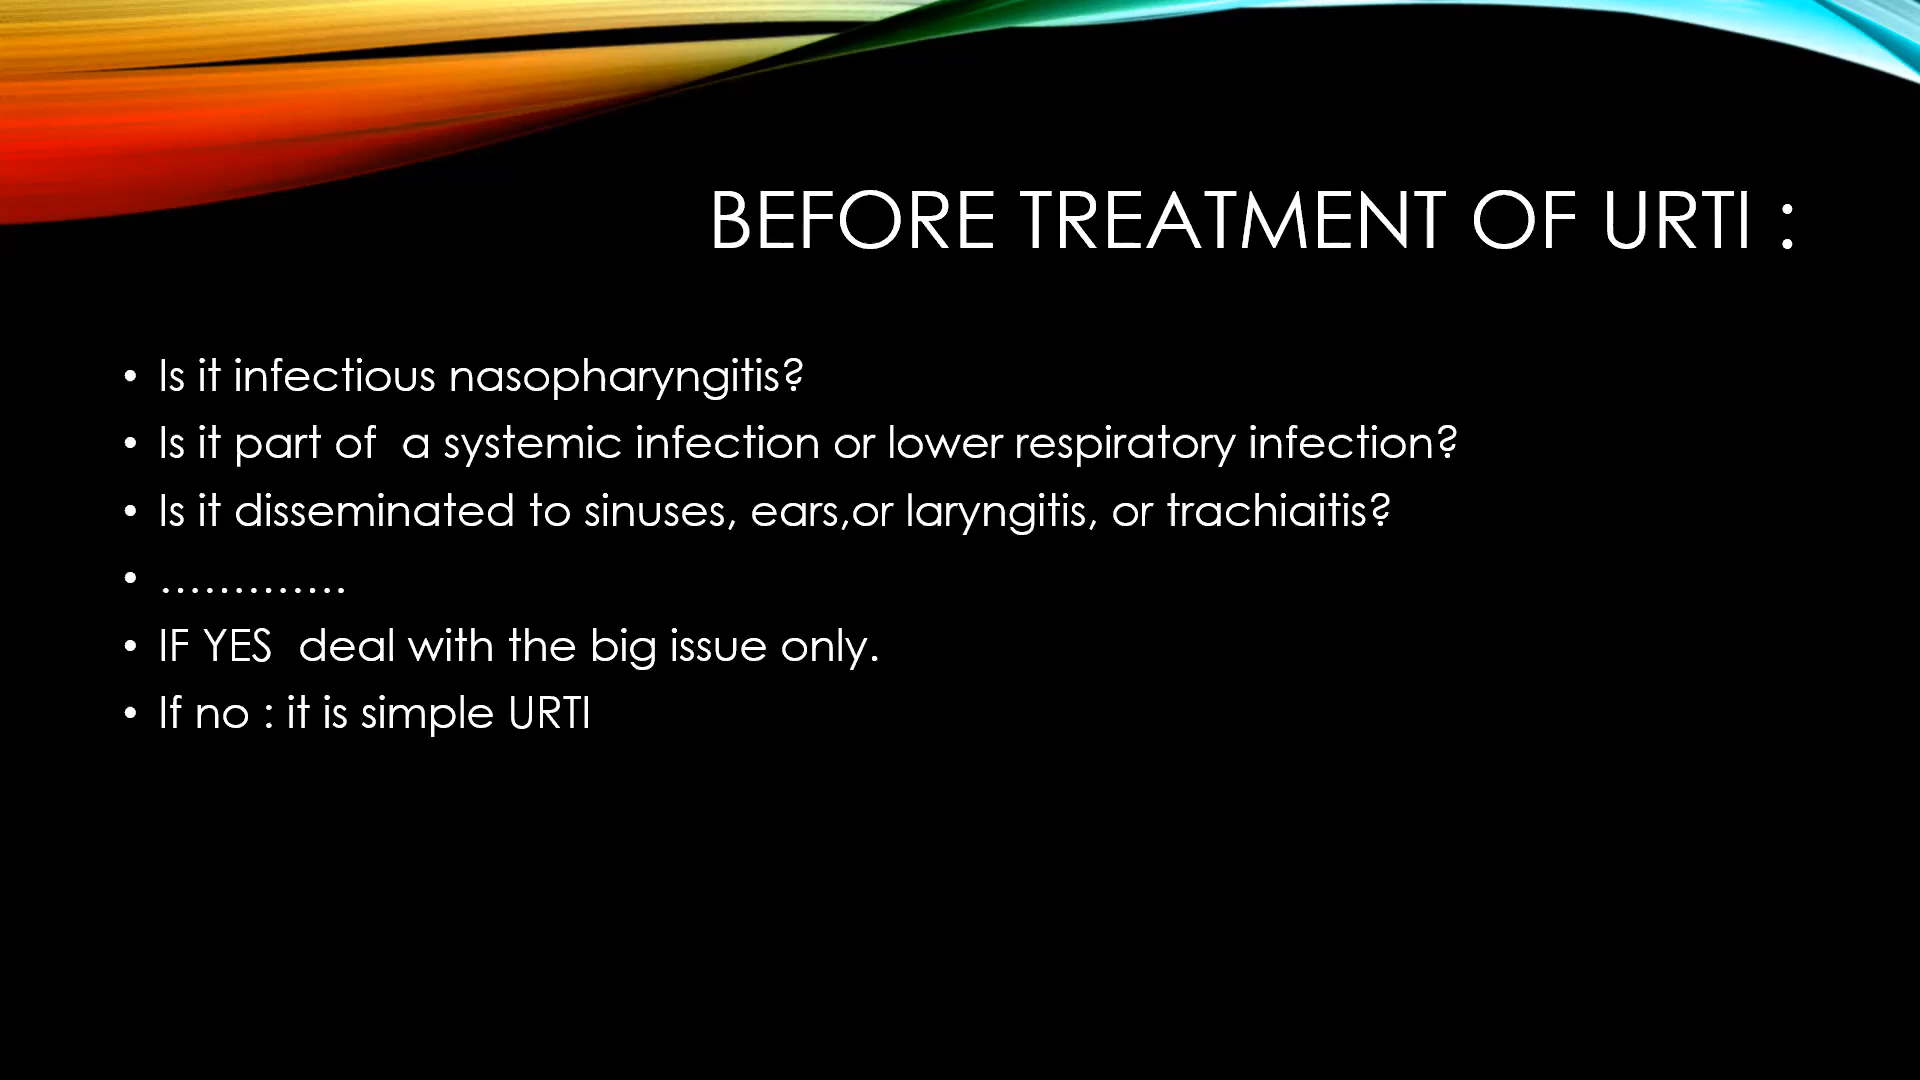 BEFORE TREATMENT OF URTI :
• Is it infectious nasopharyngitis?
• Is it part of  a systemic infection or lower respiratory infection?
• Is it disseminated to sinuses, ears,or laryngitis, or trachiaitis?
• .............
• IF YES  deal with the big issue only.
• If no : it is simple URTI